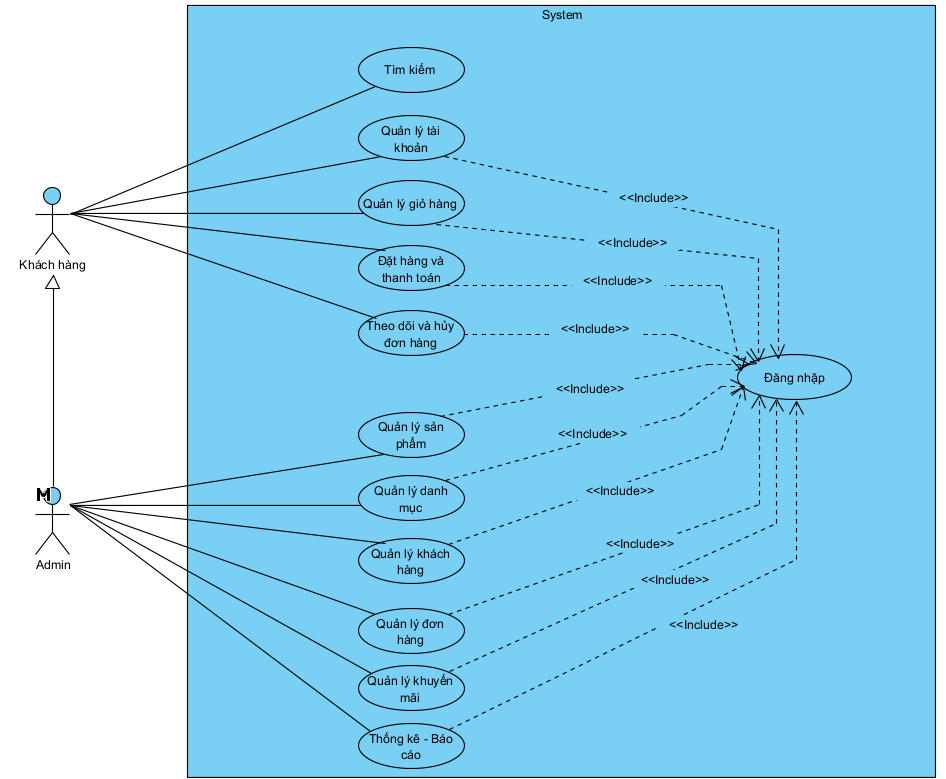 System
Tìm kiếm
Quản lý tài
khoản
<<Include>>
Quản lý giỏ hàng
<<Include>>
Khách hàng
Đặt hàng và
thanh toán
<<Include>>
Theo dõi và hủy
đơn hàng
<<Include>>
Đăng nhập
<<Include>>
Quản lý sản
phẩm
<<Include>>
Quản lý danh
mục
<<Include>>
M
Admin
Quản lý khách
hàng
<<Include>>
<<Include>>
Quản lý đơn
hàng
<<Include>>
Quản lý khuyến
mãi
Thống kê - Báo
cáo